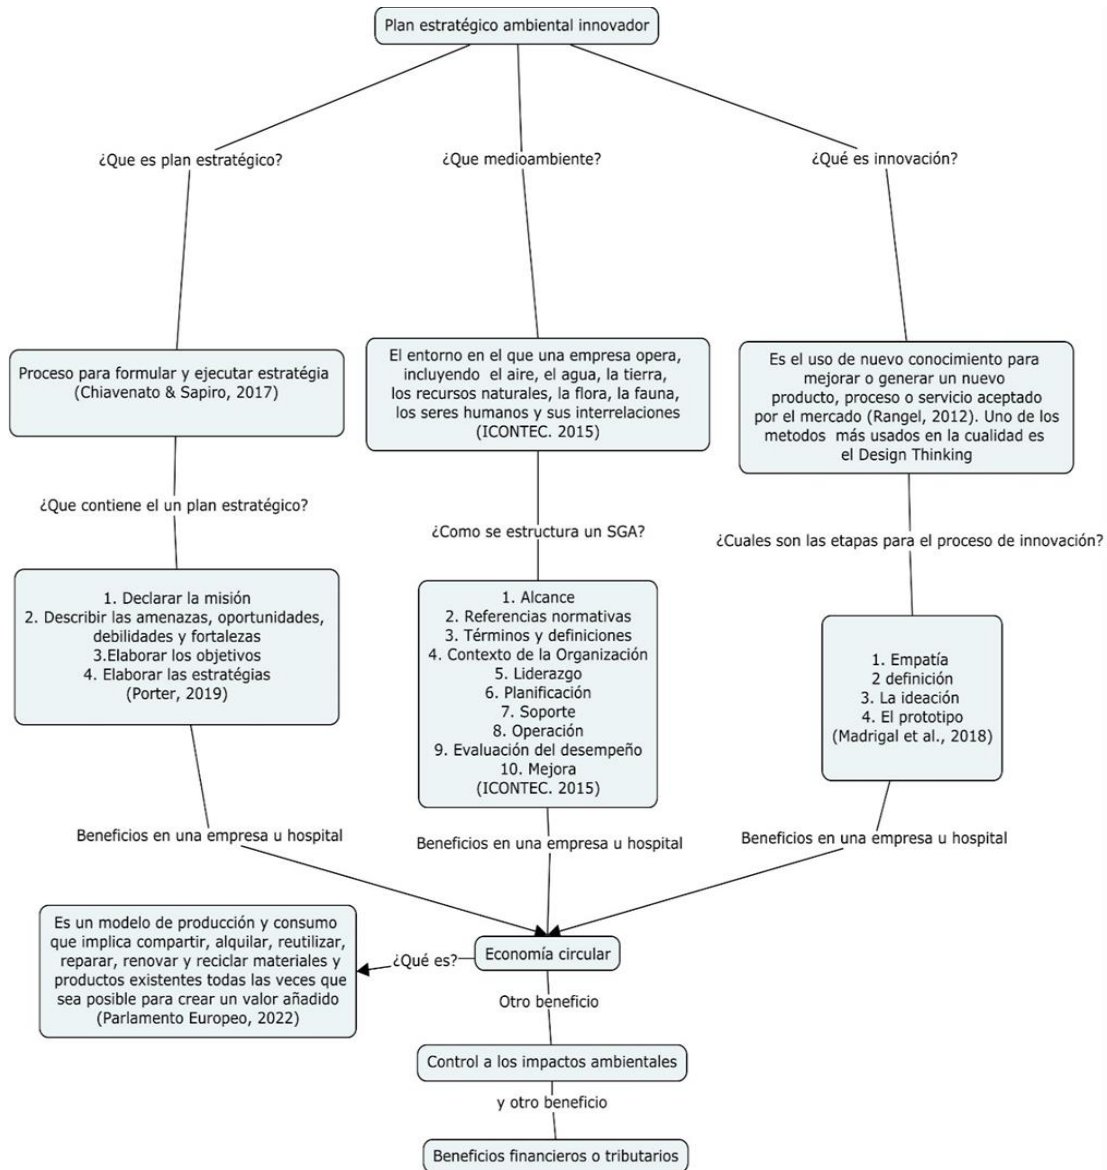 Plan estratégico ambiental innovador
¿Que es plan estratégico?
¿Que medioambiente?
¿Qué es innovación?
Proceso para formular y ejecutar estratégia
(Chiavenato & Sapiro, 2017)
El entorno en el que una empresa opera,
incluyendo el aire, el agua, la tierra,
los recursos naturales, la flora, la fauna,
los seres humanos y sus interrelaciones
(ICONTEC. 2015)
Es el uso de nuevo conocimiento para
mejorar o generar un nuevo
producto, proceso o servicio aceptado
por el mercado (Rangel, 2012). Uno de los
metodos más usados en la cualidad es
el Design Thinking
¿Que contiene el un plan estratégico?
¿Como se estructura un SGA?
¿Cuales son las etapas para el proceso de innovación?
1. Declarar la misión
2. Describir las amenazas, oportunidades,
debilidades y fortalezas
3.Elaborar los objetivos
4. Elaborar las estratégias
(Porter, 2019)
1. Alcance
2. Referencias normativas
3. Términos y definiciones
4. Contexto de la Organización
5. Liderazgo
6. Planificación
7. Soporte
8. Operación
9. Evaluación del desempeño
10. Mejora
(ICONTEC. 2015)
1. Empatía
2 definición
3. La ideación
4. El prototipo
(Madrigal et al., 2018)
Beneficios en una empresa u hospital
Beneficios en una empresa u hospital
Beneficios en una empresa u hospital
Es un modelo de producción y consumo
que implica compartir, alquilar, reutilizar,
reparar, renovar y reciclar materiales y
productos existentes todas las veces que
sea posible para crear un valor añadido
(Parlamento Europeo, 2022)
¿Qué es?
Economía circular
Otro beneficio
Control a los impactos ambientales
y otro beneficio
Beneficios financieros o tributarios